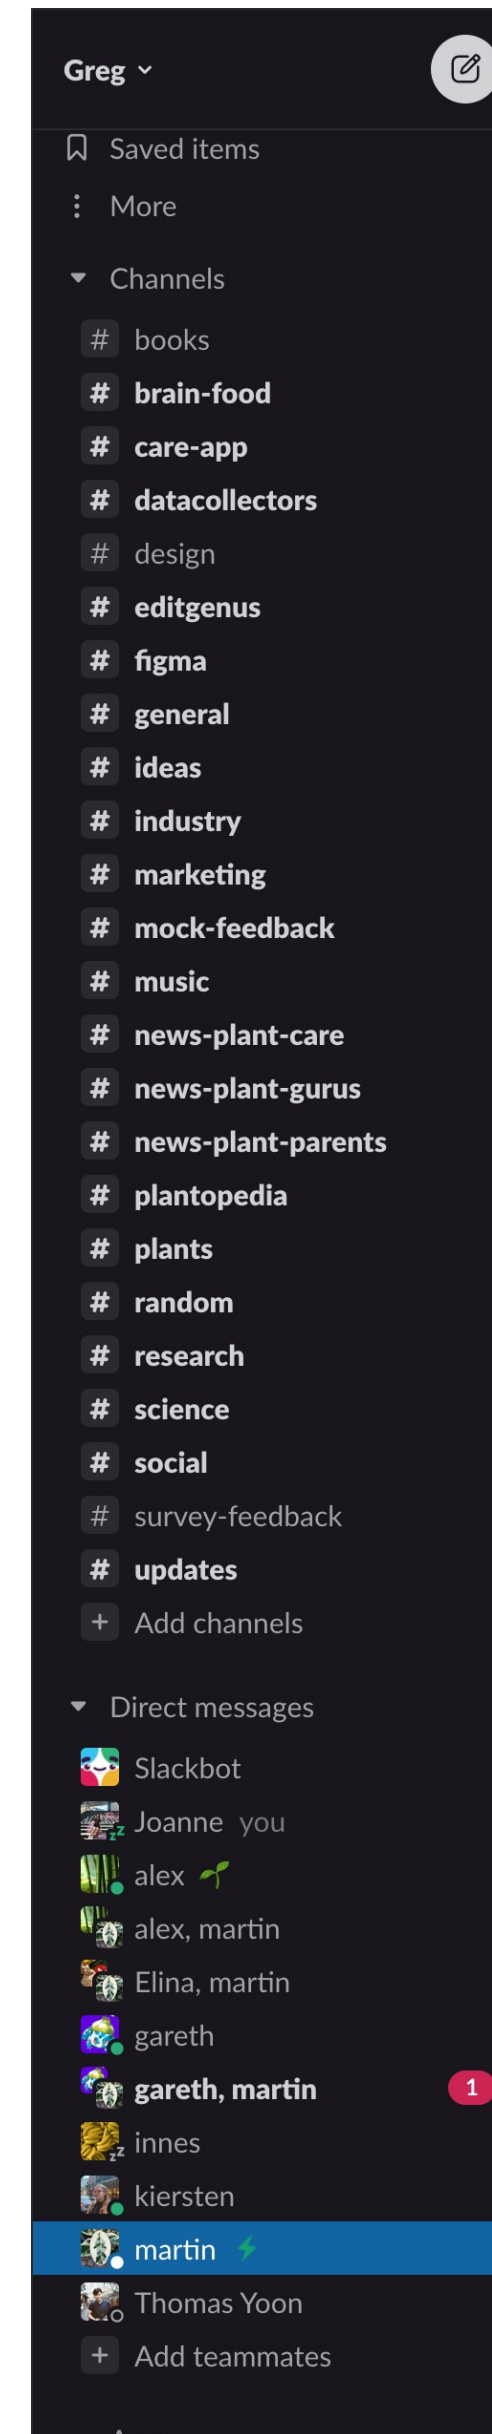 Greg
Saved items
More
Channels
# books
# brain-food
# care-app
# datacollectors
# design
# editgenus
# figma
# general
# ideas
# industry
# marketing
# mock-feedback
# music
# news-plant-care
# news-plant-gurus
# news-plant-parents
# plantopedia
# plants
# random
# research
# science
# social
# survey-feedback
# updates
+ Add channels
Direct messages
Slackbot
Joanne you
alex
alex, martin
Elina, martin
gareth
gareth, martin 1
innes
kiersten
martin
Thomas Yoon
+ Add teammates